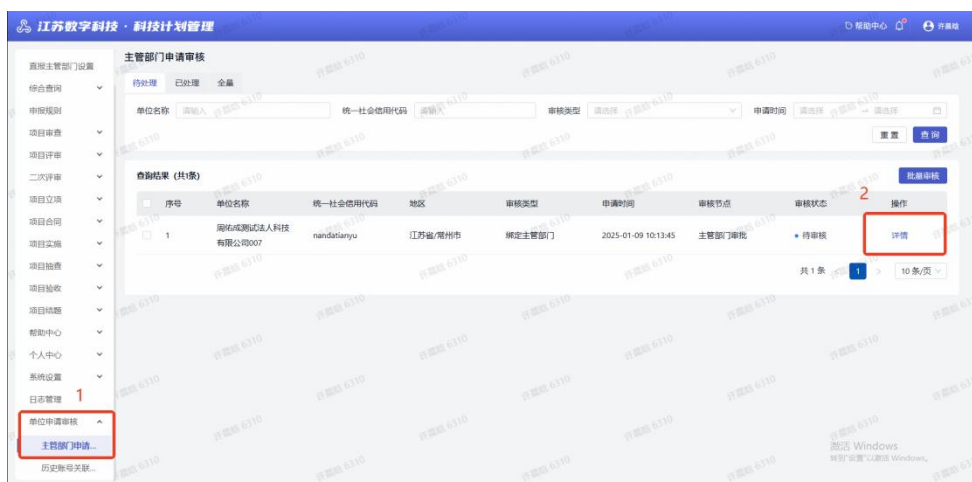 江苏数字科技 · 科技计划管理
帮助中心
许晨晗
直报主管部门设置
综合查询
申报规则
项目审查
项目评审
二次评审
项目立项
项目合同
项目实施
项目抽查
项目验收
项目结题
帮助中心
个人中心
系统设置
日志管理
1
单位申请审核
主管部门申请...
历史账号关联...
主管部门申请审核
待处理 已处理 全量
单位名称 请输入 统一社会信用代码 请输入 审核类型 请选择 申请时间 请选择 → 请选择
重置 查询
查询结果（共1条）
批量审核
2
序号 单位名称 统一社会信用代码 地区 审核类型 申请时间 审核节点 审核状态 操作
1 周佑成测试法人科技有限公司007 nandatianyu 江苏省/常州市 绑定主管部门 2025-01-09 10:13:45 主管部门审批 待审核 详情
共 1 条 < 1 > 10 条/页
激活 Windows
转到“设置”以激活 Windows。